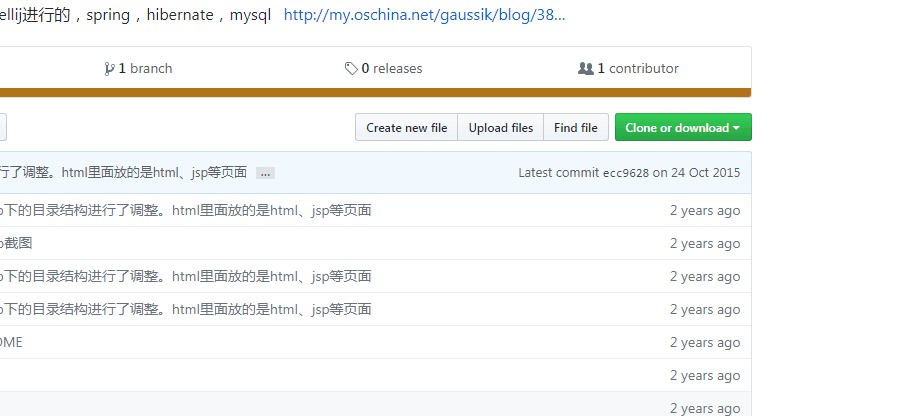 ellij进行的，spring，hibernate，mysql http://my.oschina.net/gaussik/blog/38...
1 branch 0 releases 1 contributor
Create new file Upload files Find file Clone or download
行了调整。html里面放的是html、jsp等页面 ... Latest commit ecc9628 on 24 Oct 2015
下的目录结构进行了调整。html里面放的是html、jsp等页面 2 years ago
截图 2 years ago
下的目录结构进行了调整。html里面放的是html、jsp等页面 2 years ago
下的目录结构进行了调整。html里面放的是html、jsp等页面 2 years ago
OME 2 years ago
2 years ago
2 years ago